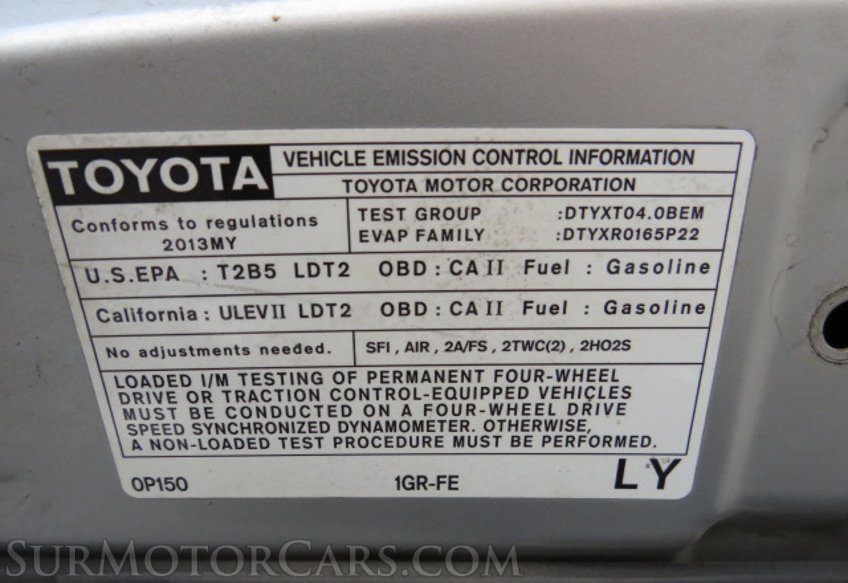 TOYOTA
VEHICLE EMISSION CONTROL INFORMATION
TOYOTA MOTOR CORPORATION
Conforms to regulations
2013MY
TEST GROUP :DTYXT04.0BEM
EVAP FAMILY :DTYXR0165P22
U.S.EPA : T2B5 LDT2 OBD : CA II Fuel : Gasoline
California : ULEVII LDT2 OBD : CA II Fuel : Gasoline
No adjustments needed.
SFI , AIR , 2A/FS , 2TWC(2) , 2HO2S
LOADED I/M TESTING OF PERMANENT FOUR-WHEEL
DRIVE OR TRACTION CONTROL-EQUIPPED VEHICLES
MUST BE CONDUCTED ON A FOUR-WHEEL DRIVE
SPEED SYNCHRONIZED DYNAMOMETER. OTHERWISE,
A NON-LOADED TEST PROCEDURE MUST BE PERFORMED.
0P150 1GR-FE LY
SURMOTORCARS.COM